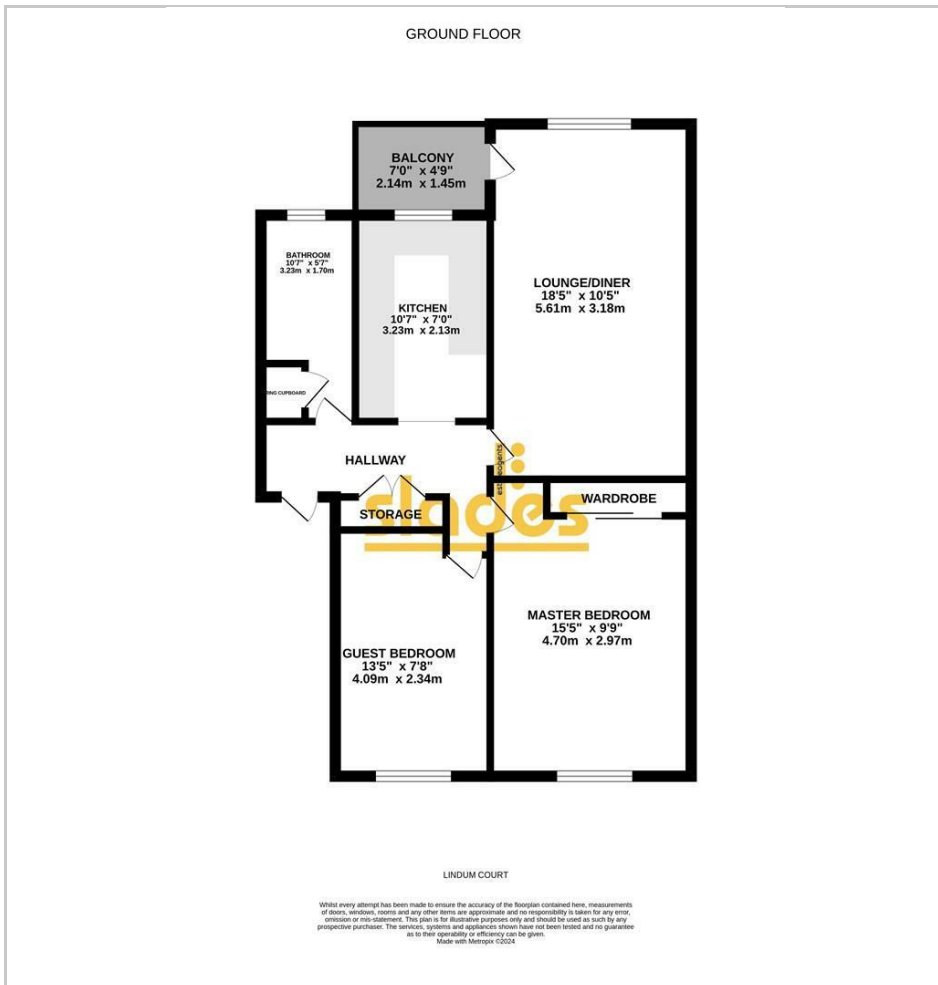 GROUND FLOOR
BALCONY
7'0" x 4'9"
2.14m x 1.45m
BATHROOM
10'7" x 5'7"
3.23m x 1.70m
KITCHEN
10'7" x 7'0"
3.23m x 2.13m
LOUNGE/DINER
18'5" x 10'5"
5.61m x 3.18m
CUPBOARD
HALLWAY
STORAGE
WARDROBE
slades
MASTER BEDROOM
15'5" x 9'9"
4.70m x 2.97m
GUEST BEDROOM
13'5" x 7'8"
4.09m x 2.34m
LINDUM COURT
Whilst every attempt has been made to ensure the accuracy of the floorplan contained here, measurements
of doors, windows, rooms and any other items are approximate and no responsibility is taken for any error,
omission or mis-statement. This plan is for illustrative purposes only and should be used as such by any
prospective purchaser. The services, systems and appliances shown have not been tested and no guarantee
as to their operability or efficiency can be given.
Made with Metropix ©2024